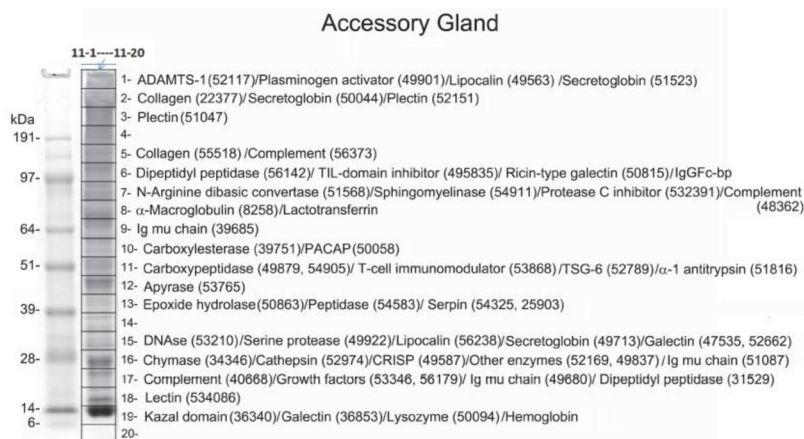 Accessory Gland
11-1----11-20
kDa
191-
97-
64-
51-
39-
28-
14-
6-
1- ADAMTS-1 (52117)/Plasminogen activator (49901)/Lipocalin (49563) /Secretoglobin (51523)
2- Collagen (22377)/Secretoglobin (50044)/Plectin (52151)
3- Plectin(51047)
4-
5- Collagen (55518) /Complement (56373)
6- Dipeptidyl peptidase (56142)/ TIL-domain inhibitor (495835)/ Ricin-type galectin (50815)/IgGFc-bp
7- N-Arginine dibasic convertase (51568)/Sphingomyelinase (54911)/Protease C inhibitor (532391)/Complement
(48362)
8- α-Macroglobulin (8258)/Lactotransferrin
9- Ig mu chain (39685)
10- Carboxylesterase (39751)/PACAP(50058)
11- Carboxypeptidase (49879, 54905)/ T-cell immunomodulator (53868)/TSG-6 (52789)/α-1 antitrypsin (51816)
12- Apyrase (53765)
13- Epoxide hydrolase(50863)/Peptidase (54583)/ Serpin (54325, 25903)
14-
15- DNAse (53210)/Serine protease (49922)/Lipocalin (56238)/Secretoglobin (49713)/Galectin (47535, 52662)
16- Chymase (34346)/Cathepsin (52974)/CRISP (49587)/Other enzymes (52169, 49837) / Ig mu chain (51087)
17- Complement (40668)/Growth factors (53346, 56179)/ Ig mu chain (49680)/ Dipeptidyl peptidase (31529)
18- Lectin (534086)
19- Kazal domain (36340)/Galectin (36853)/Lysozyme (50094)/Hemoglobin
20-